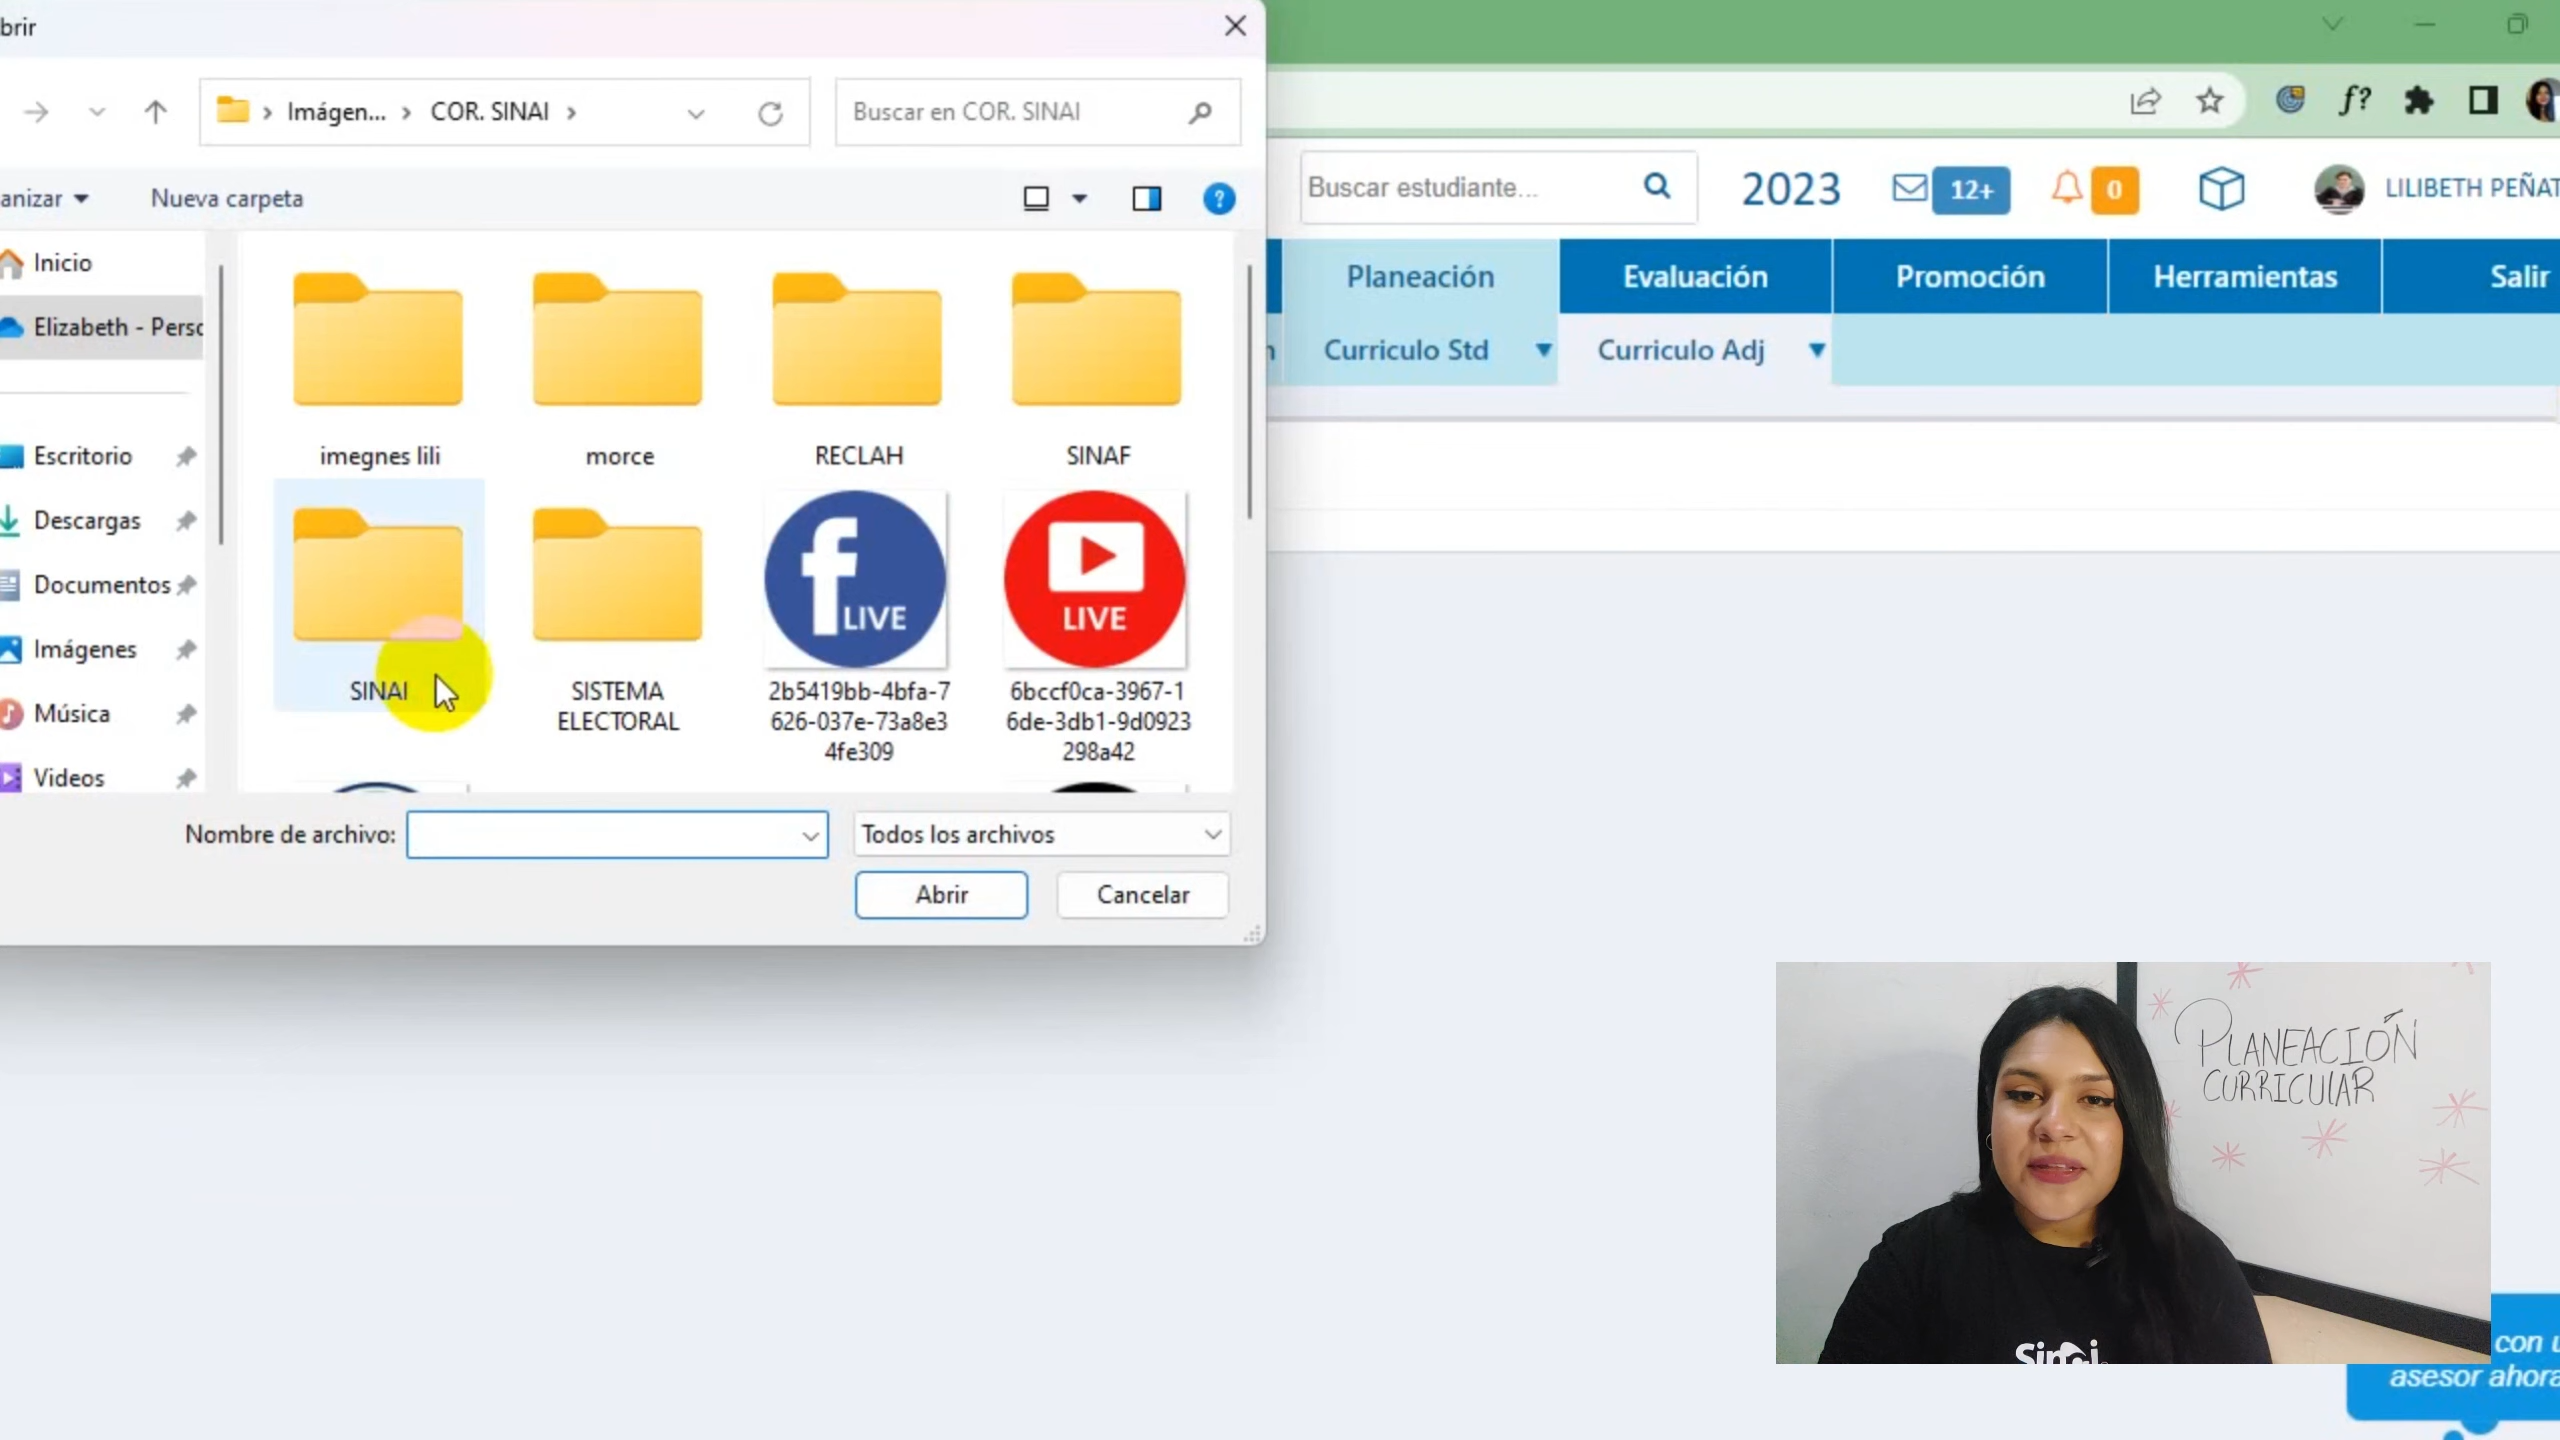 brir
Imágen... COR. SINAI
Buscar en COR. SINAI
anizar
Nueva carpeta
?
Inicio
Elizabeth - Perso
Escritorio
Descargas
Documentos
Imágenes
Música
Videos
imegnes lili
morce
RECLAH
SINAF
SINAI
SISTEMA
ELECTORAL
f LIVE
2b5419bb-4bfa-7
626-037e-73a8e3
4fe309
LIVE
6bccf0ca-3967-1
6de-3db1-9d0923
298a42
Nombre de archivo:
Todos los archivos
Abrir
Cancelar
f?
Buscar estudiante...
2023
12+
0
LILIBETH PEÑAT
Planeación
Evaluación
Promoción
Herramientas
Salir
n
Curriculo Std
Curriculo Adj
PLANEACIÓN
CURRICULAR
Sinai
con u
asesor ahora